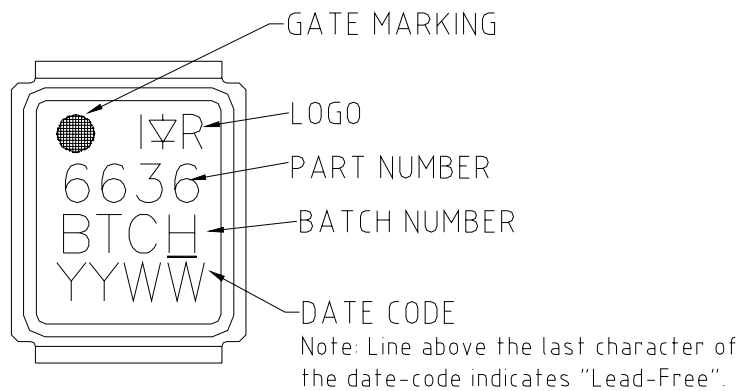 GATE MARKING
I R
LOGO
6636
PART NUMBER
BTCH
BATCH NUMBER
YYWW
DATE CODE
Note: Line above the last character of
the date-code indicates "Lead-Free".